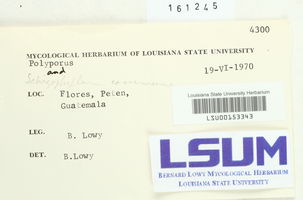 161245
4300
MYCOLOGICAL HERBARIUM OF LOUISIANA STATE UNIVERSITY
Polyporus
and
19-VI-1970
LOC. Flores, Peten,
Guatemala
Louisiana State University Herbarium
LSU00153343
LEG. B. Lowy
DET. B.Lowy
LSUM
BERNARD LOWY MYCOLOGICAL HERBARIUM
LOUISIANA STATE UNIVERSITY